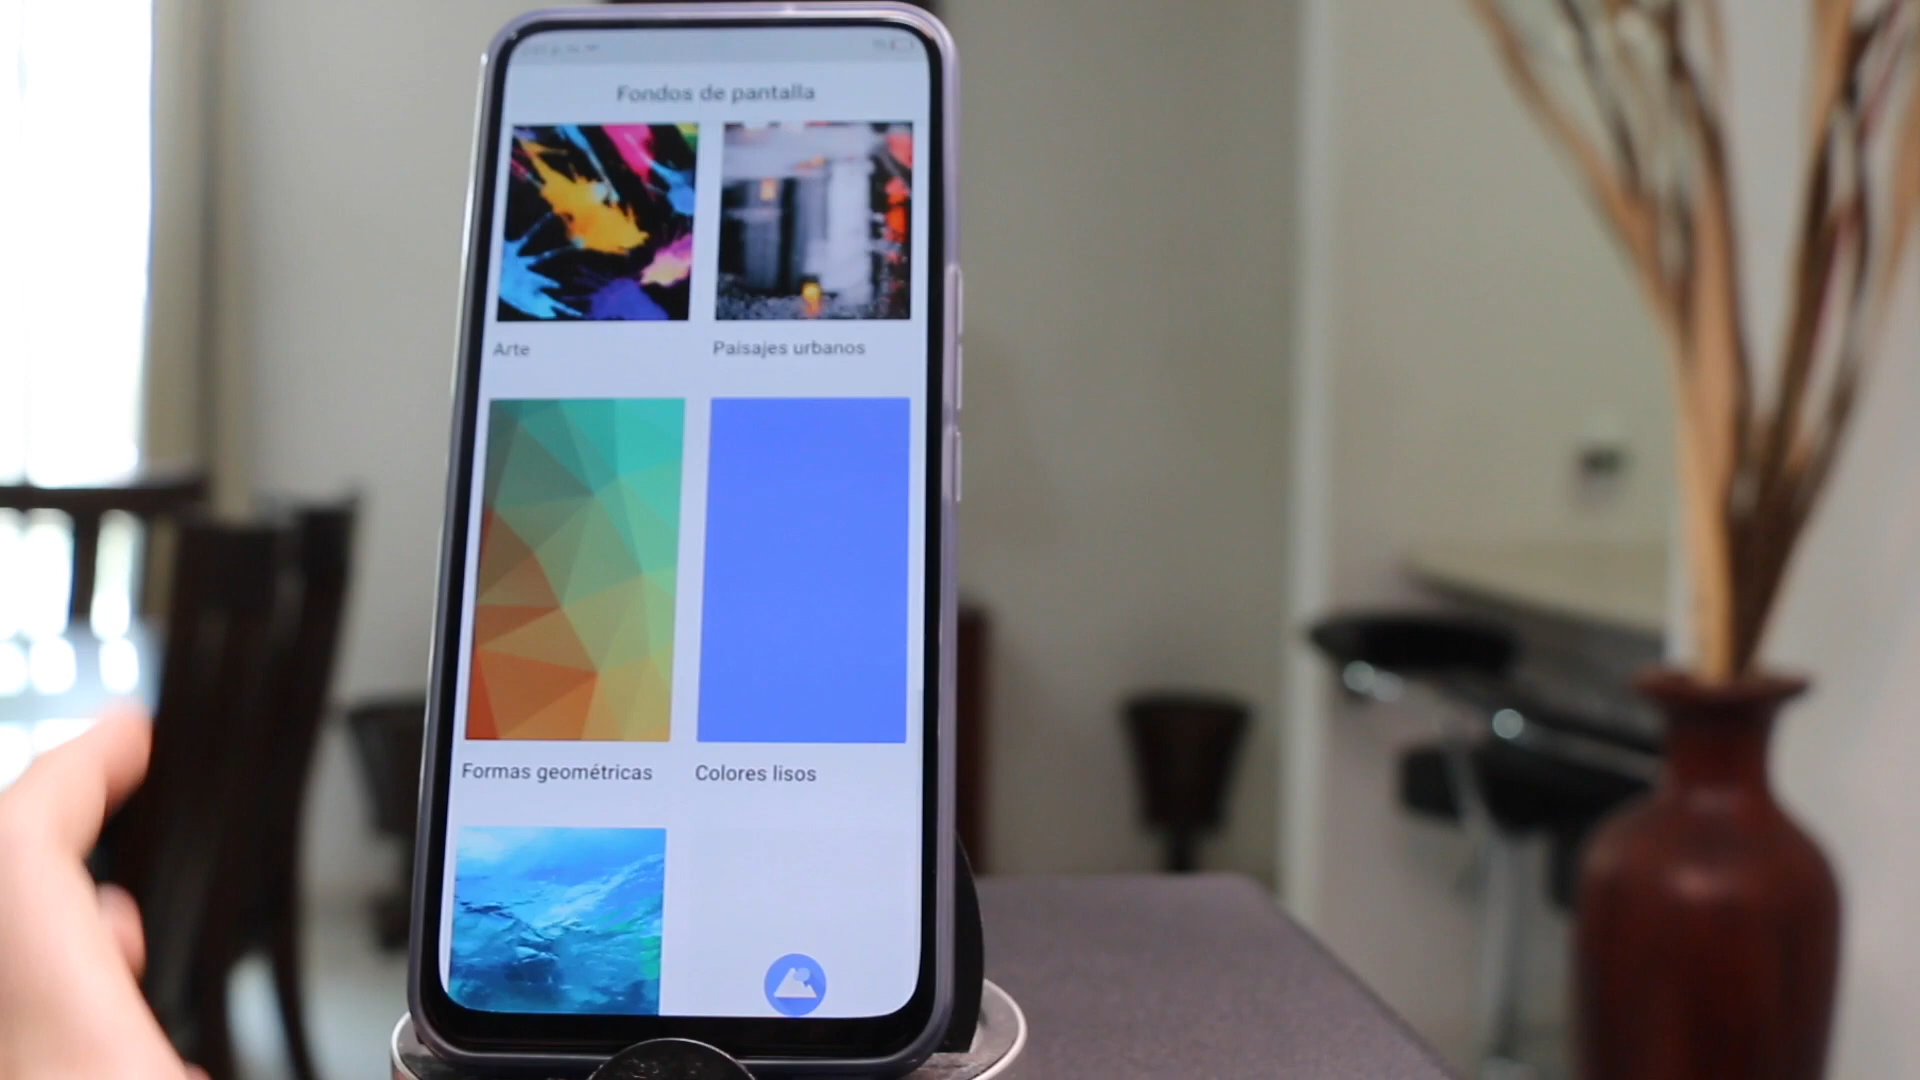 Fondos de pantalla
Arte
Paisajes urbanos
Formas geométricas
Colores lisos